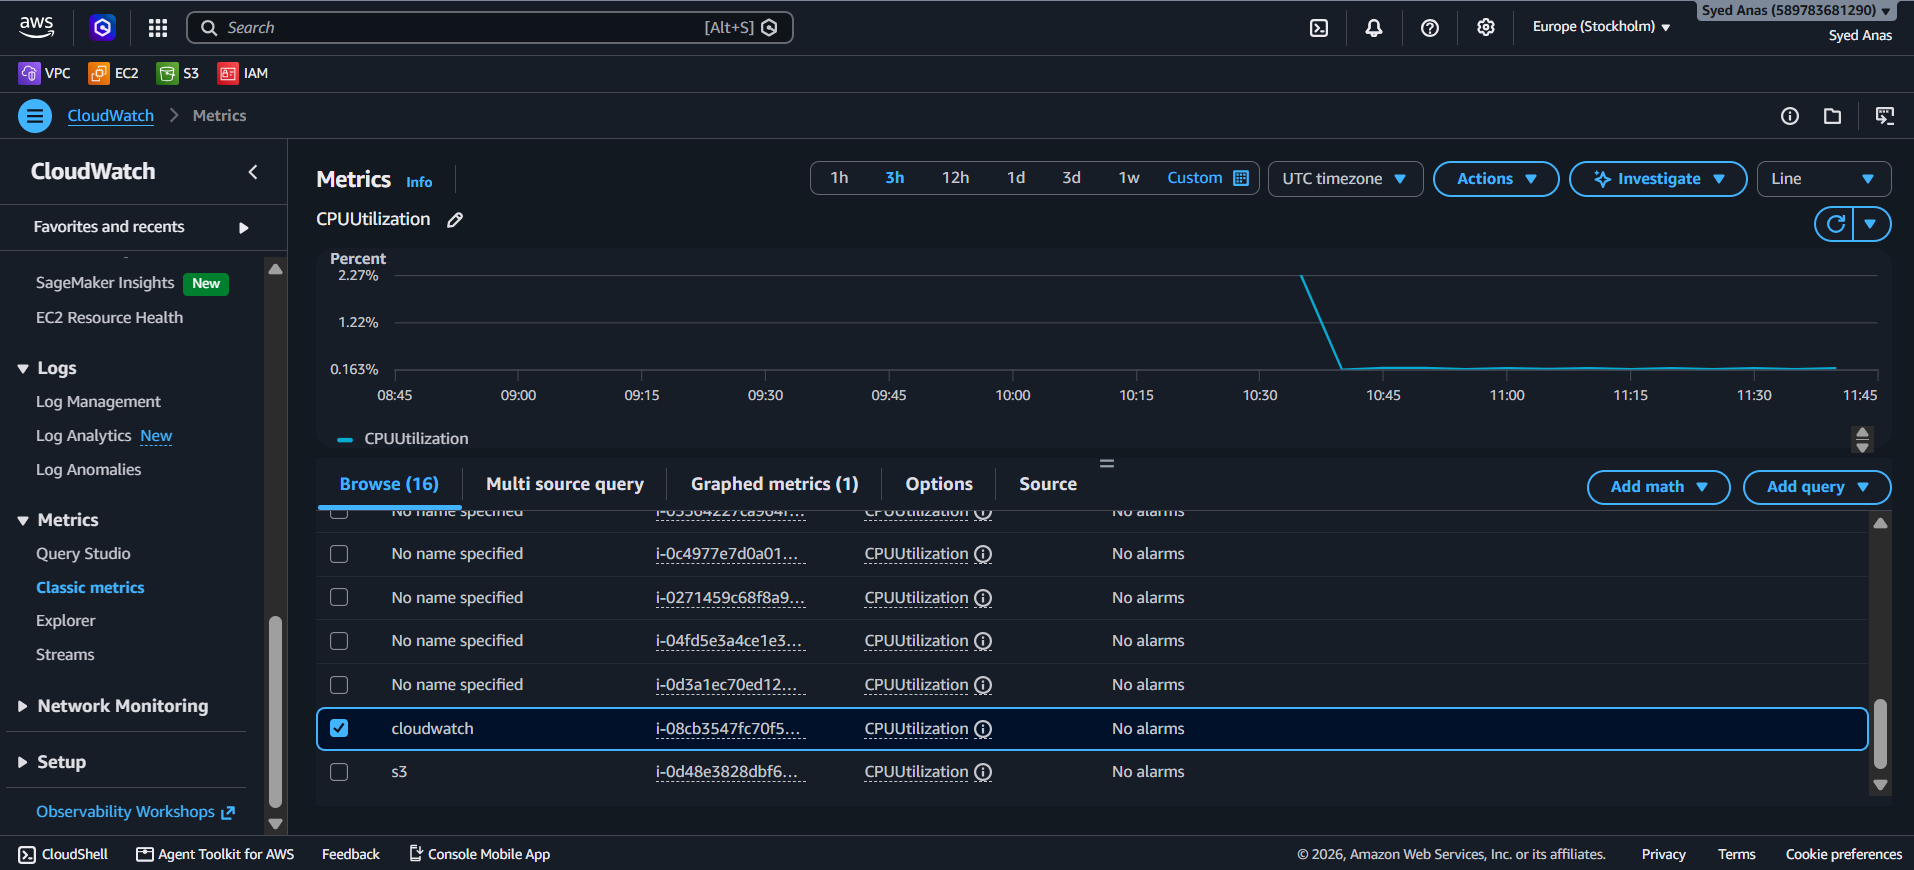 aws
Search [Alt+S]
Europe (Stockholm)
Syed Anas (589783681290)
Syed Anas
VPC EC2 S3 IAM
CloudWatch Metrics
CloudWatch
Favorites and recents
SageMaker Insights New
EC2 Resource Health
Logs
Log Management
Log Analytics New
Log Anomalies
Metrics
Query Studio
Classic metrics
Explorer
Streams
Network Monitoring
Setup
Observability Workshops
Metrics Info
1h 3h 12h 1d 3d 1w Custom UTC timezone Actions Investigate Line
CPUUtilization
Percent
2.27%
1.22%
0.163%
08:45 09:00 09:15 09:30 09:45 10:00 10:15 10:30 10:45 11:00 11:15 11:30 11:45
CPUUtilization
Browse (16) Multi source query Graphed metrics (1) Options Source Add math Add query
No name specified CPUUtilization No alarms
No name specified i-0c4977e7d0a01... CPUUtilization No alarms
No name specified i-0271459c68f8a9... CPUUtilization No alarms
No name specified i-04fd5e3a4ce1e3... CPUUtilization No alarms
No name specified i-0d3a1ec70ed12... CPUUtilization No alarms
cloudwatch i-08cb3547fc70f5... CPUUtilization No alarms
s3 i-0d48e3828dbf6... CPUUtilization No alarms
CloudShell Agent Toolkit for AWS Feedback Console Mobile App © 2026, Amazon Web Services, Inc. or its affiliates. Privacy Terms Cookie preferences